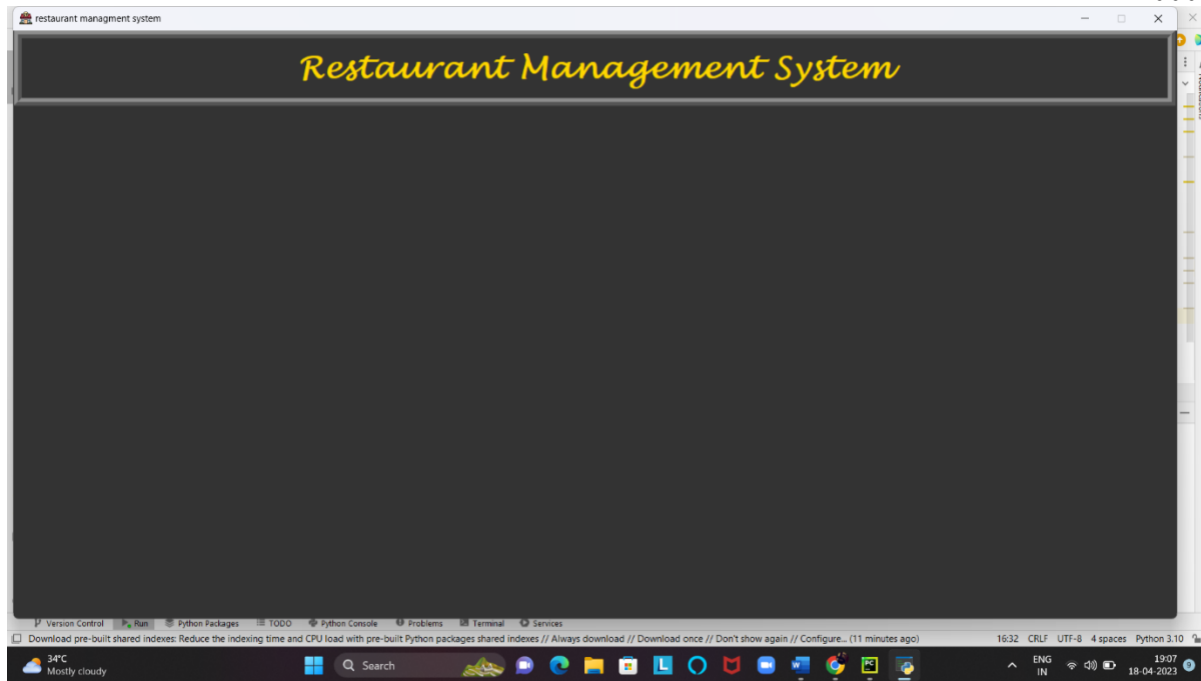 restaurant managment system
Restaurant Management System
Version Control Run Python Packages TODO Python Console Problems Terminal Services
Download pre-built shared indexes: Reduce the indexing time and CPU load with pre-built Python packages shared indexes // Always download // Download once // Don't show again // Configure... (11 minutes ago) 16:32 CRLF UTF-8 4 spaces Python 3.10
34°C
Mostly cloudy
Search
ENG
IN
19:07
18-04-2023